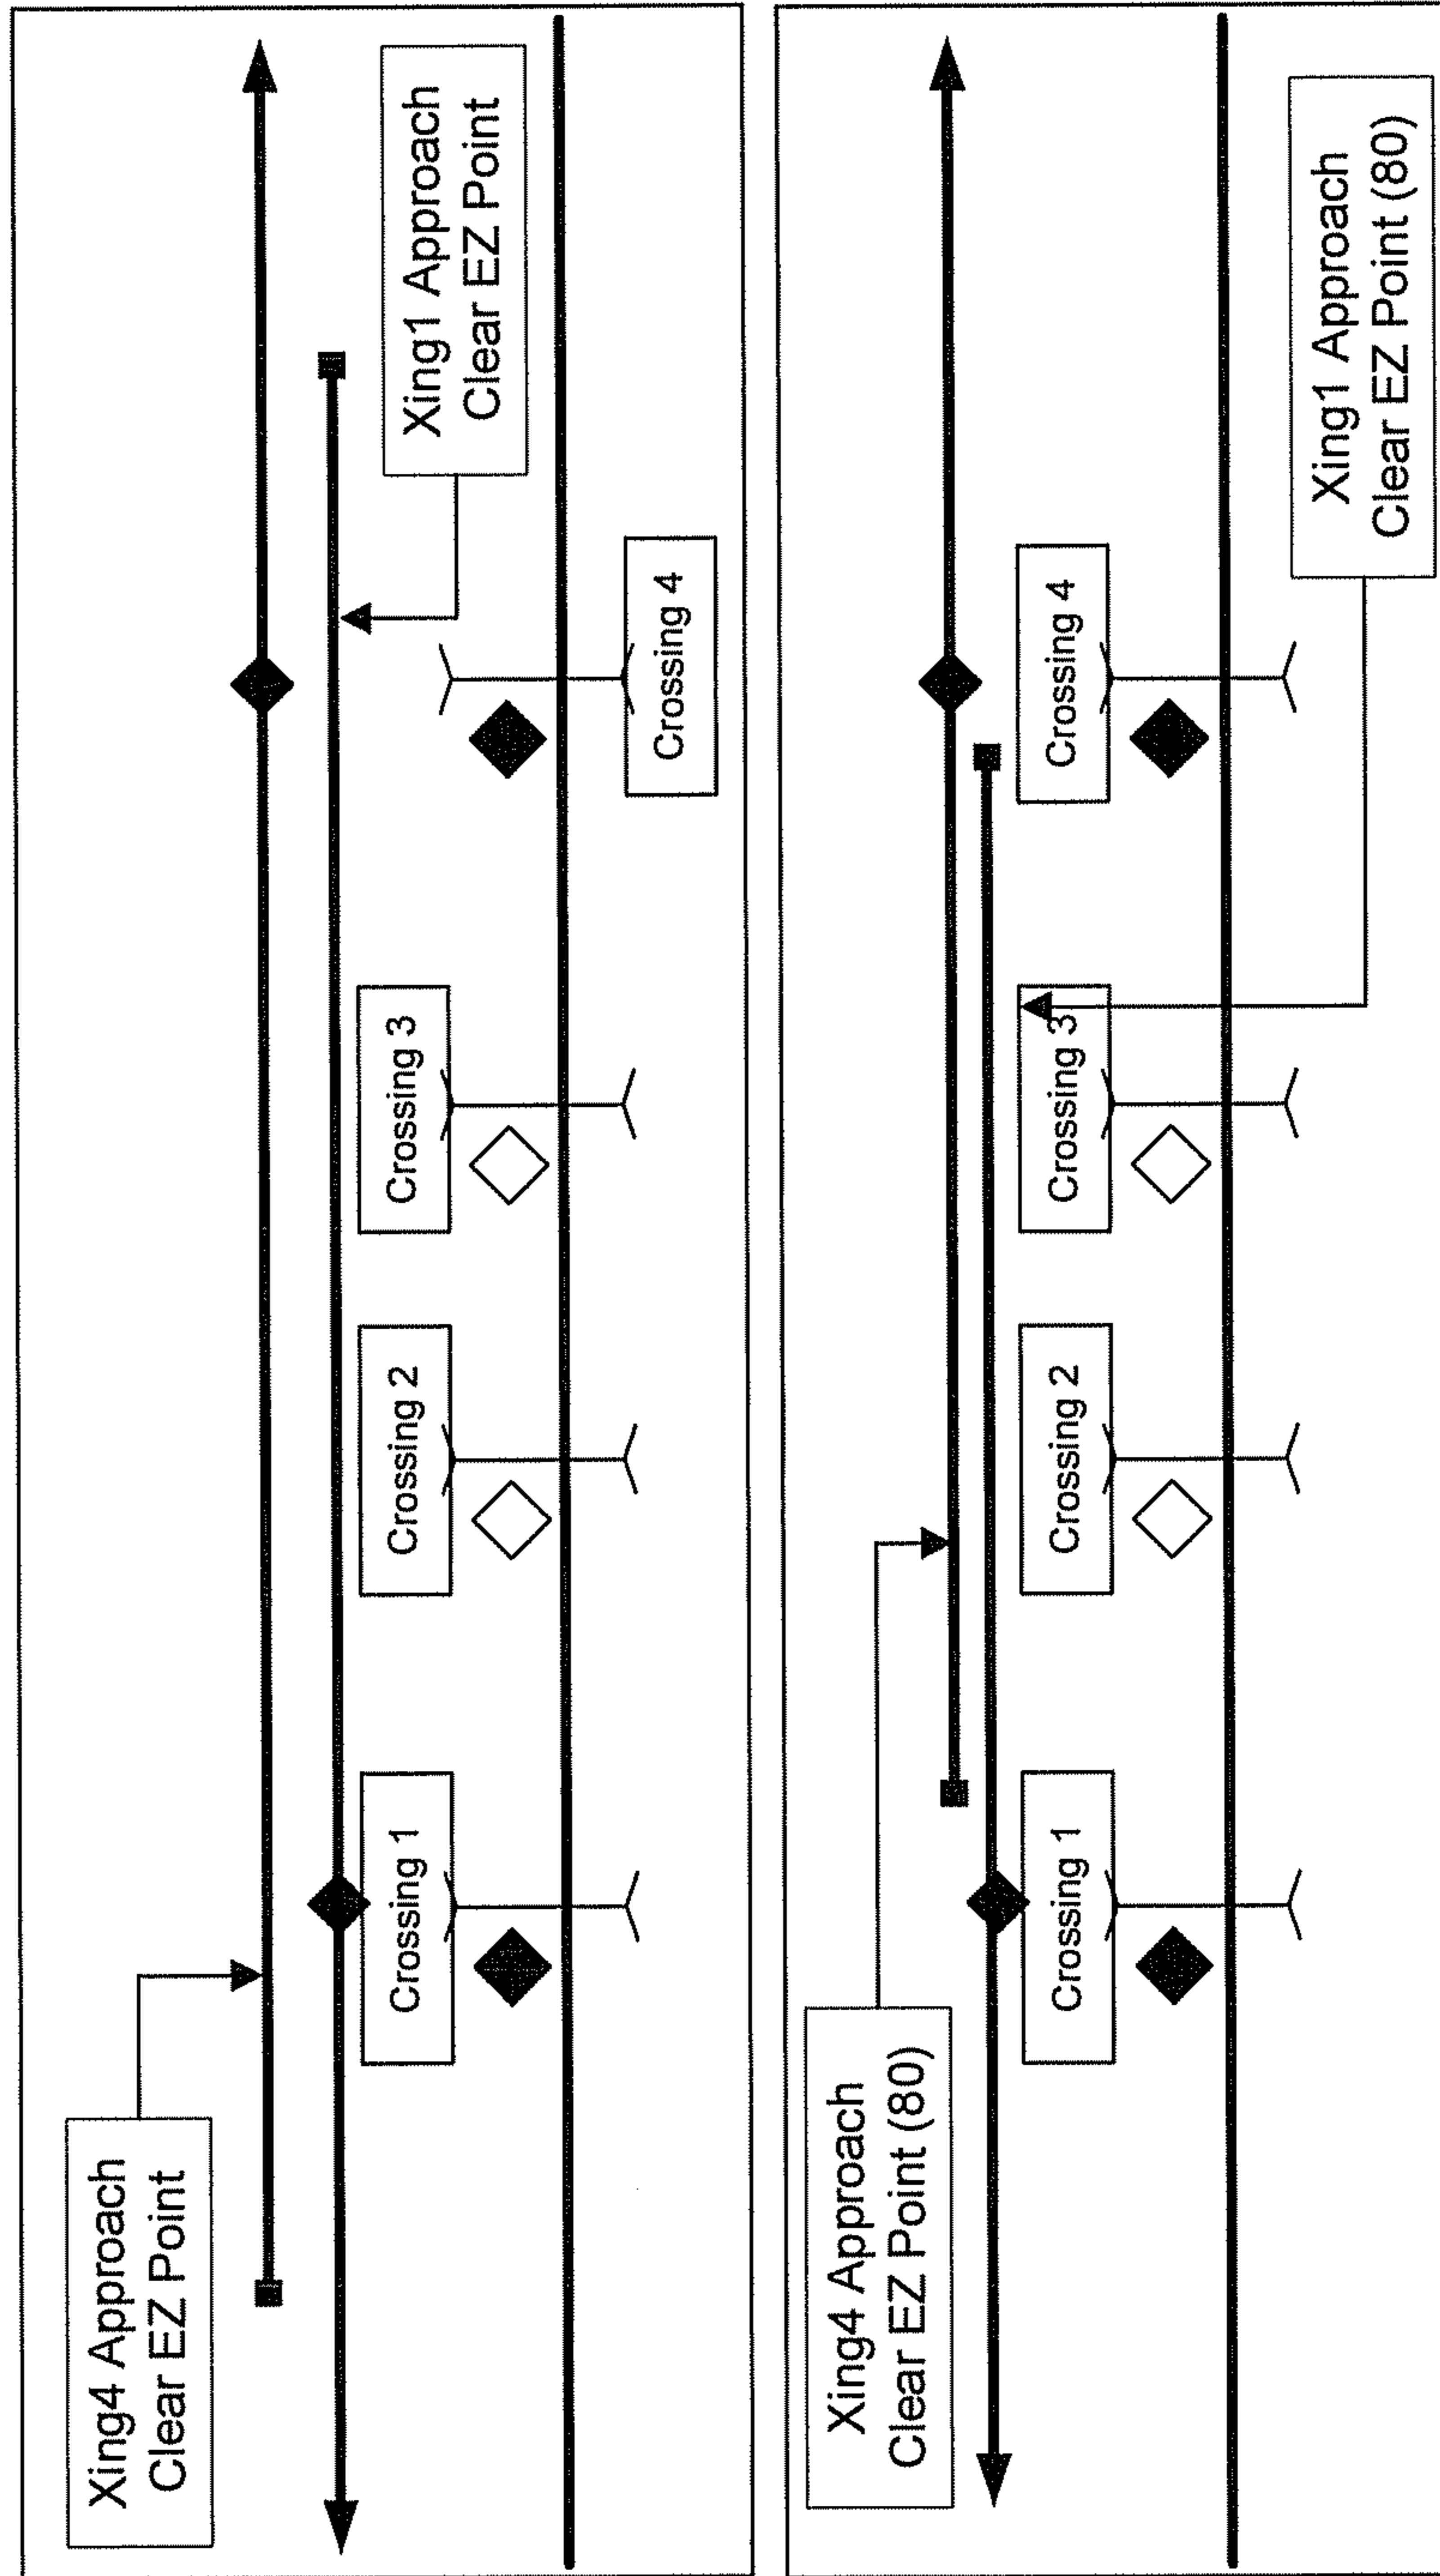 Xing4 Approach
Clear EZ Point
Crossing 1
Crossing 2
Crossing 3
Xing1 Approach
Clear EZ Point
Crossing 4
Xing4 Approach
Clear EZ Point (80)
Crossing 1
Crossing 2
Crossing 3
Crossing 4
Xing1 Approach
Clear EZ Point (80)